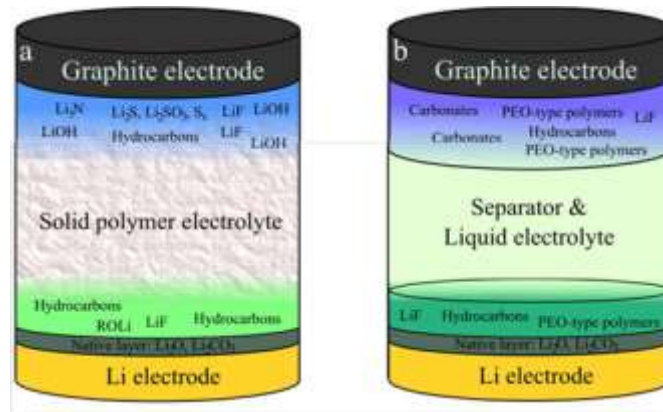 a
Graphite electrode
Li₃N Li₂S, Li₂SO₃, Sₓ LiF LiOH
LiOH Hydrocarbons LiF
LiOH
Solid polymer electrolyte
Hydrocarbons
ROLi LiF Hydrocarbons
Native layer: Li₂O, Li₂CO₃
Li electrode
b
Graphite electrode
Carbonates PEO-type polymers LiF
Carbonates Hydrocarbons
PEO-type polymers
Separator &
Liquid electrolyte
LiF Hydrocarbons PEO-type polymers
Native layer: Li₂O, Li₂CO₃
Li electrode